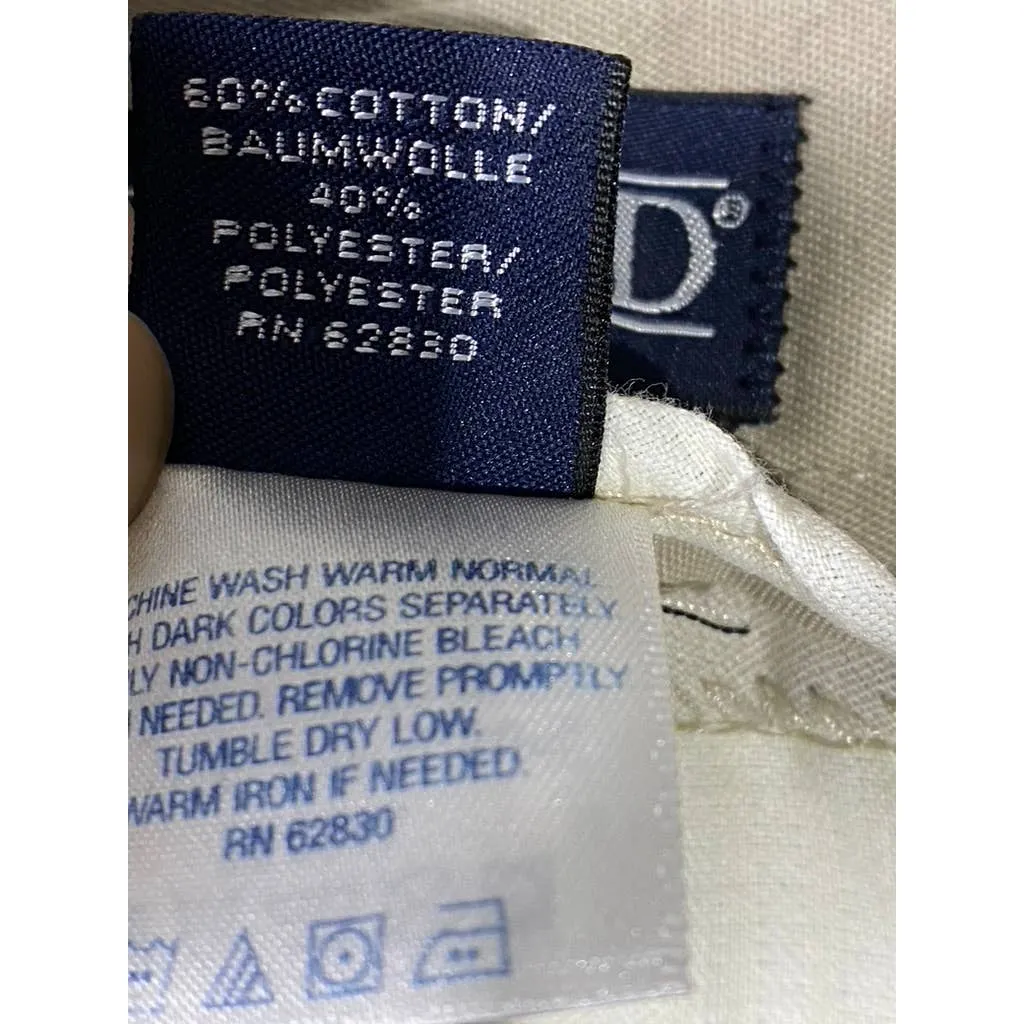 60% COTTON/
BAUMWOLLE
40%
POLYESTER/
POLYESTER
RN 62830
D®
CHINE WASH WARM NORMAL
H DARK COLORS SEPARATELY
LY NON-CHLORINE BLEACH
NEEDED. REMOVE PROMPTLY
TUMBLE DRY LOW.
WARM IRON IF NEEDED.
RN 62830